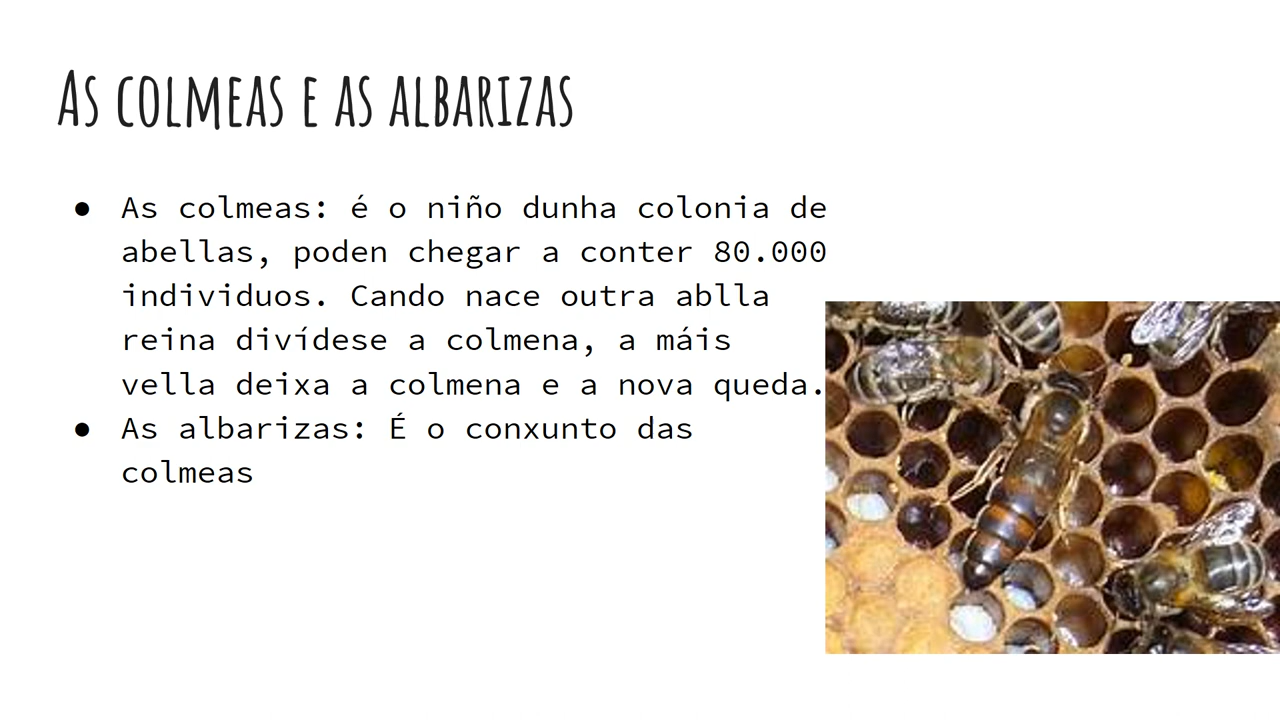 As colmeas e as albarizas
● As colmeas: é o niño dunha colonia de
abellas, poden chegar a conter 80.000
individuos. Cando nace outra ablla
reina divídese a colmena, a máis
vella deixa a colmena e a nova queda.
● As albarizas: É o conxunto das
colmeas